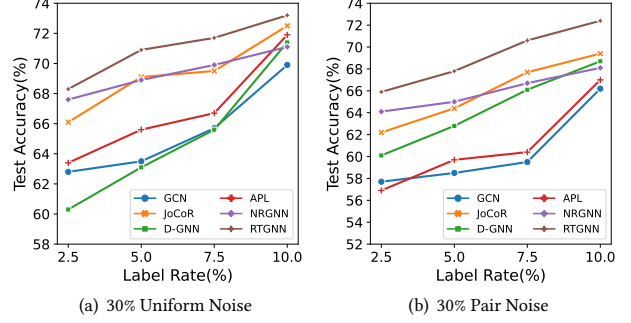 74
72
70
68
66
64
62
60
58
Test Accuracy(%)
2.5 5.0 7.5 10.0
Label Rate(%)
GCN
JoCoR
D-GNN
APL
NRGNN
RTGNN
(a) 30% Uniform Noise
74
72
70
68
66
64
62
60
58
56
54
52
Test Accuracy(%)
2.5 5.0 7.5 10.0
Label Rate(%)
GCN
JoCoR
D-GNN
APL
NRGNN
RTGNN
(b) 30% Pair Noise